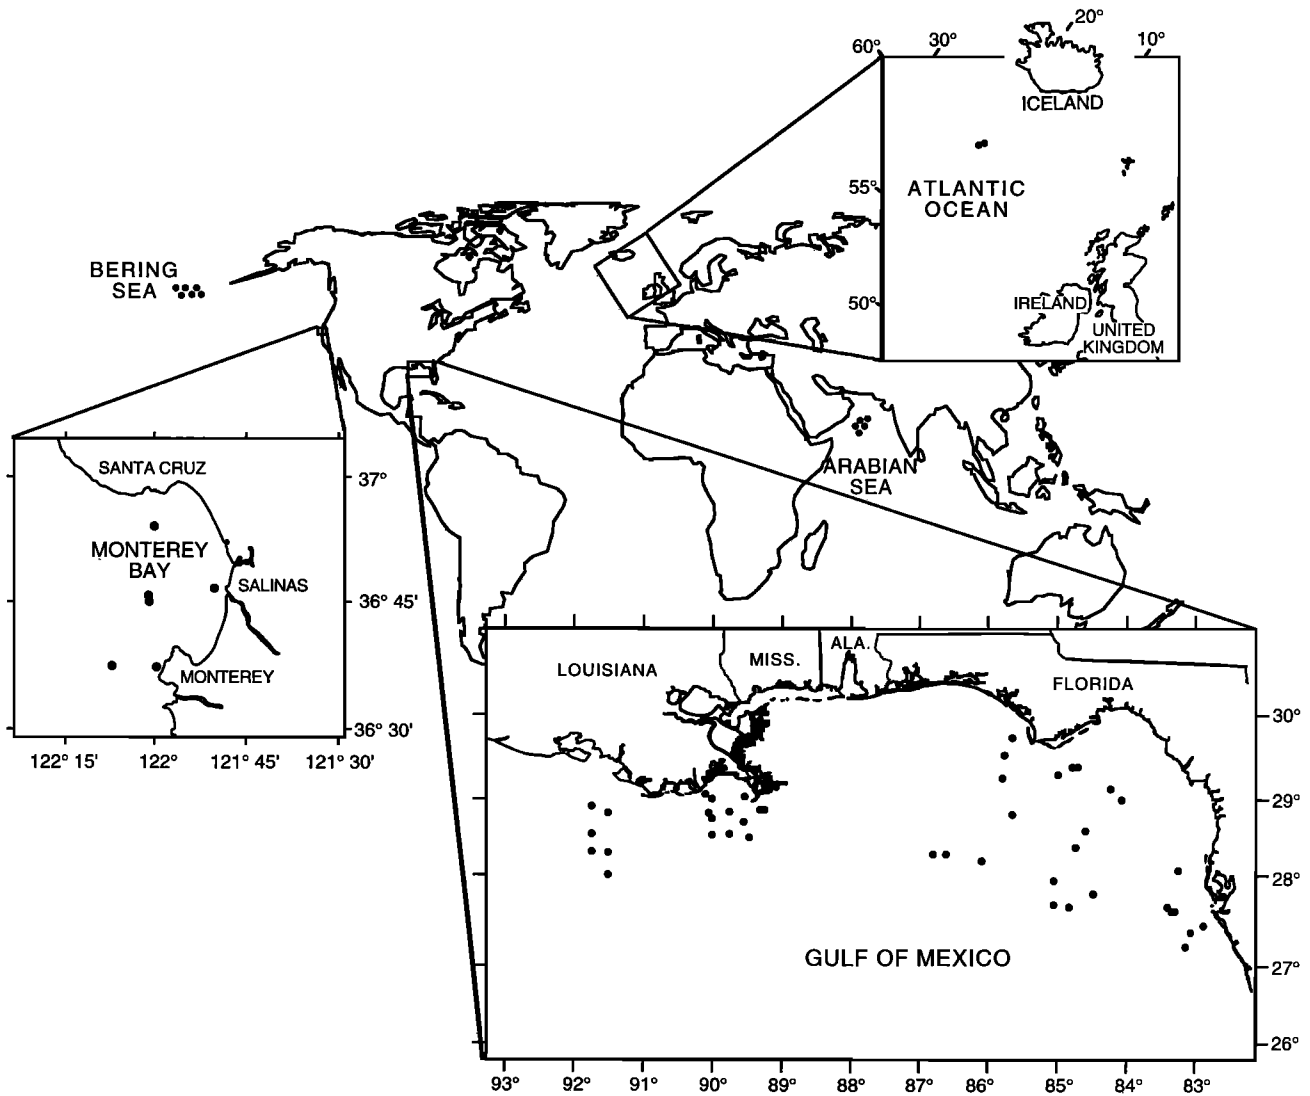 60°
30°
20°
10°
ICELAND
55°
ATLANTIC
OCEAN
50°
IRELAND
UNITED
KINGDOM
BERING
SEA
ARABIAN
SEA
SANTA CRUZ
37°
MONTEREY
BAY
SALINAS
36° 45'
MONTEREY
36° 30'
122° 15'
122°
121° 45'
121° 30'
LOUISIANA
MISS.
ALA.
FLORIDA
30°
29°
28°
GULF OF MEXICO
27°
26°
93°
92°
91°
90°
89°
88°
87°
86°
85°
84°
83°